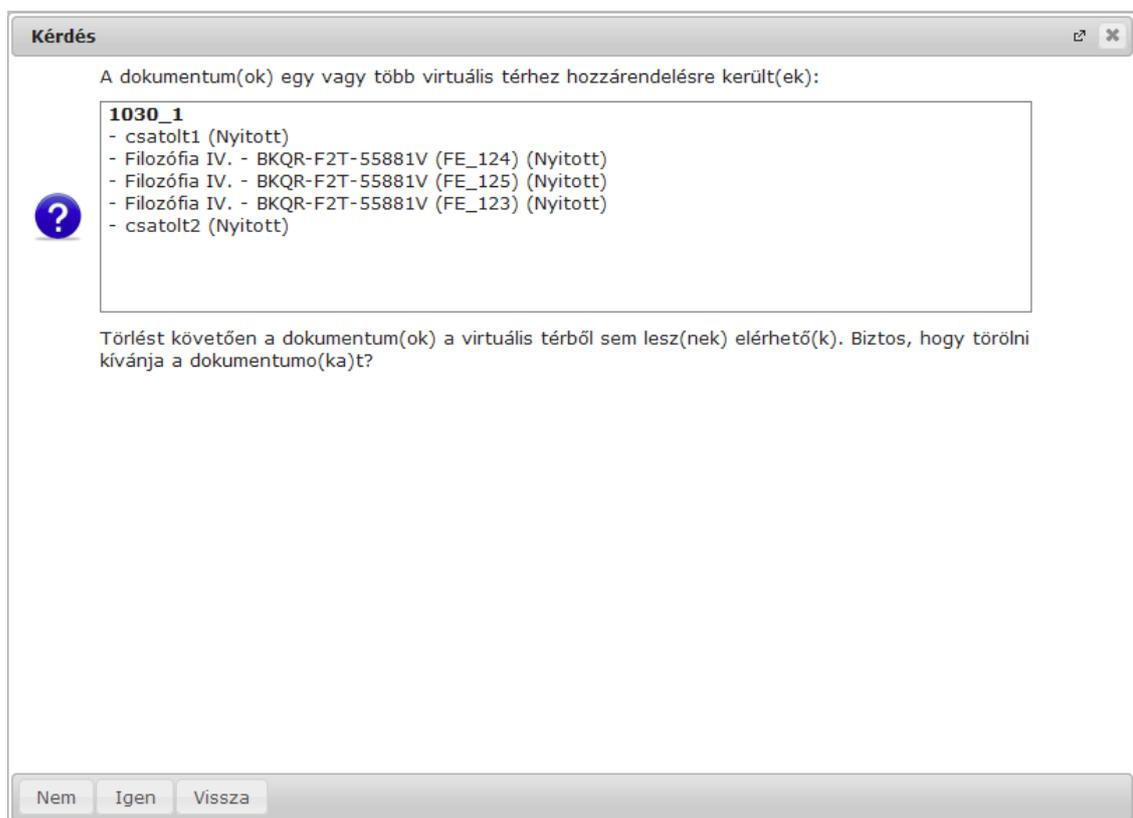 Kérdés
A dokumentum(ok) egy vagy több virtuális térhez hozzárendelésre került(ek):
1030_1
- csatolt1 (Nyitott)
- Filozófia IV. - BKQR-F2T-55881V (FE_124) (Nyitott)
- Filozófia IV. - BKQR-F2T-55881V (FE_125) (Nyitott)
- Filozófia IV. - BKQR-F2T-55881V (FE_123) (Nyitott)
- csatolt2 (Nyitott)
Törlést követően a dokumentum(ok) a virtuális térből sem lesz(nek) elérhető(k). Biztos, hogy törölni
kívánja a dokumentumo(ka)t?
Nem Igen Vissza